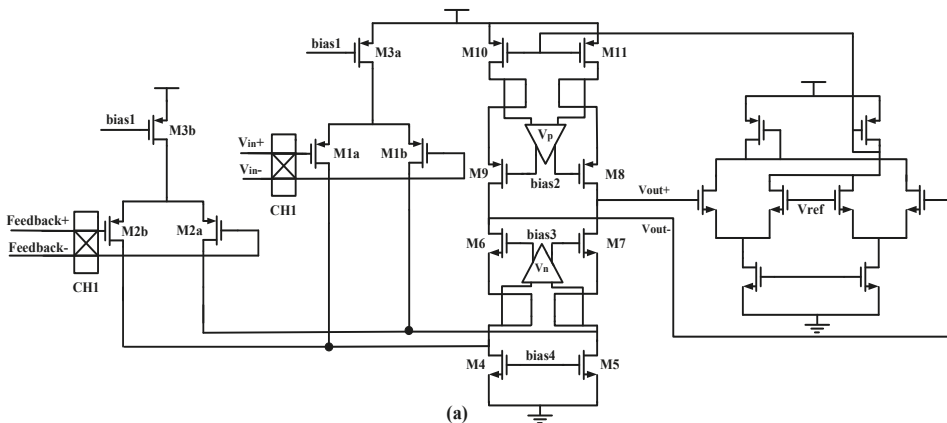 bias1
M3a
M10
M11
bias1
M3b
Vin+
Vin-
M1a
M1b
CH1
Vp
M9
bias2
M8
Feedback+
Feedback-
M2b
M2a
CH1
M6
bias3
M7
Vn
Vout+
Vout-
Vref
M4
bias4
M5
(a)